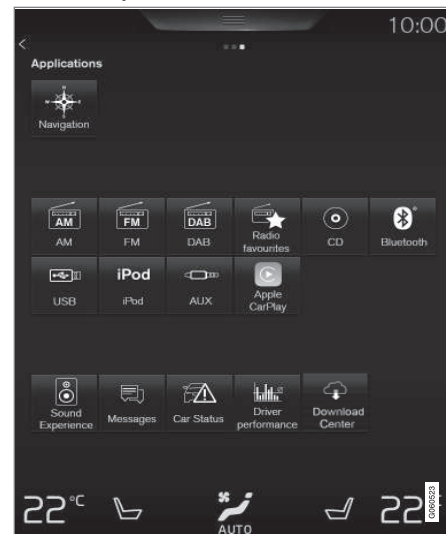 10:00
Applications
Navigation
AM FM DAB
AM FM DAB Radio favourites CD Bluetooth
iPod
USB iPod AUX Apple CarPlay
Sound Experience Messages Car Status Driver performance Download Center
22°C 22°
AUTO
G060523